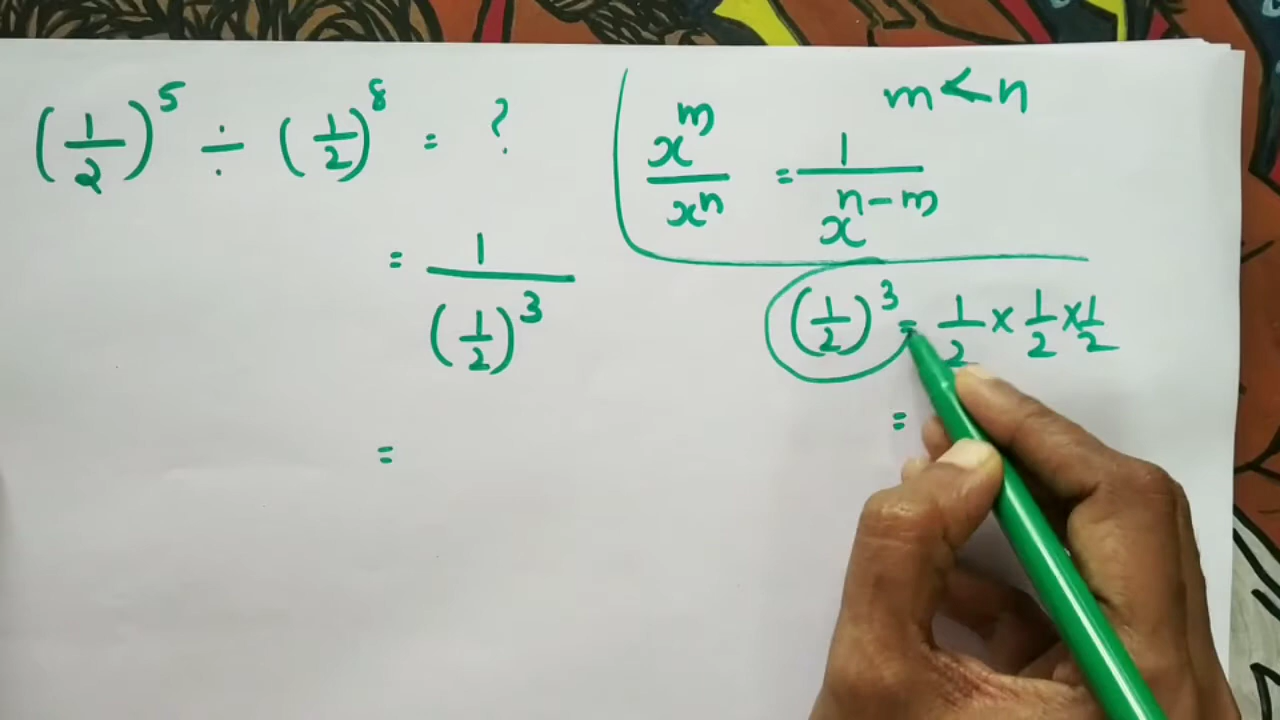 (1/2)^5 ÷ (1/2)^8 = ?
m < n
x^m/x^n = 1/x^(n-m)
= 1/(1/2)^3
(1/2)^3 = 1/2 × 1/2 × 1/2
=
=